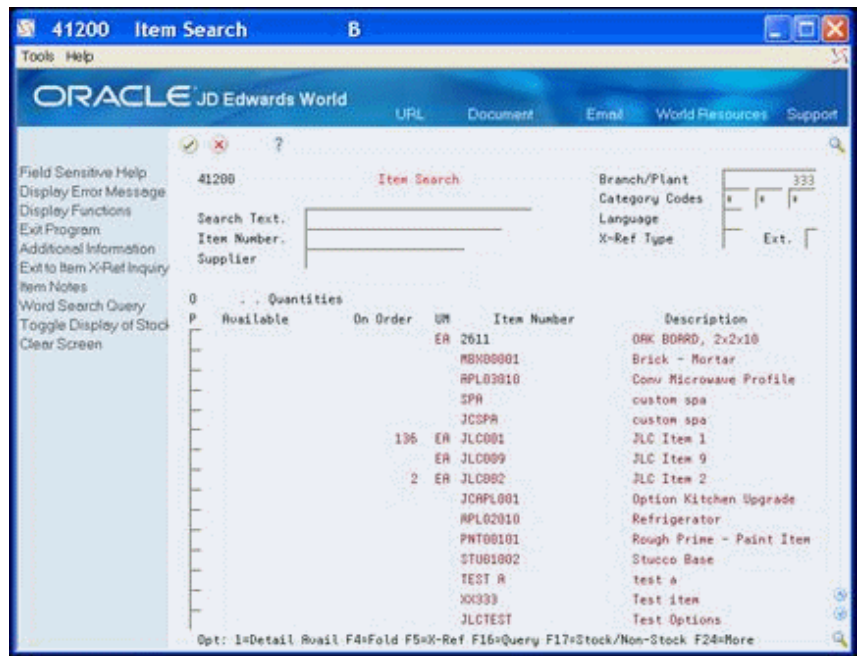 41200 Item Search B
Tools Help
ORACLE JD Edwards World
URL Document Email World Resources Support
?
Field Sensitive Help
Display Error Message
Display Functions
Exit Program
Additional Information
Exit to Item X-Ref Inquiry
Item Notes
Word Search Query
Toggle Display of Stock
Clear Screen
41200 Item Search Branch/Plant 333
Category Codes * * *
Search Text. Language
Item Number. X-Ref Type Ext.
Supplier
O . . Quantities
P Available On Order UM Item Number Description
EA 2611 OAK BOARD, 2x2x10
MBX00001 Brick - Mortar
APL03010 Conv Microwave Profile
SPA custom spa
JCSPA custom spa
136 EA JLC001 JLC Item 1
EA JLC009 JLC Item 9
2 EA JLC002 JLC Item 2
JCAPL001 Option Kitchen Upgrade
APL02010 Refrigerator
PNT00101 Rough Prime - Paint Item
STU01002 Stucco Base
TEST A test a
XX333 Test item
JLCTEST Test Options
Opt: 1=Detail Avail F4=Fold F5=X-Ref F16=Query F17=Stock/Non-Stock F24=More